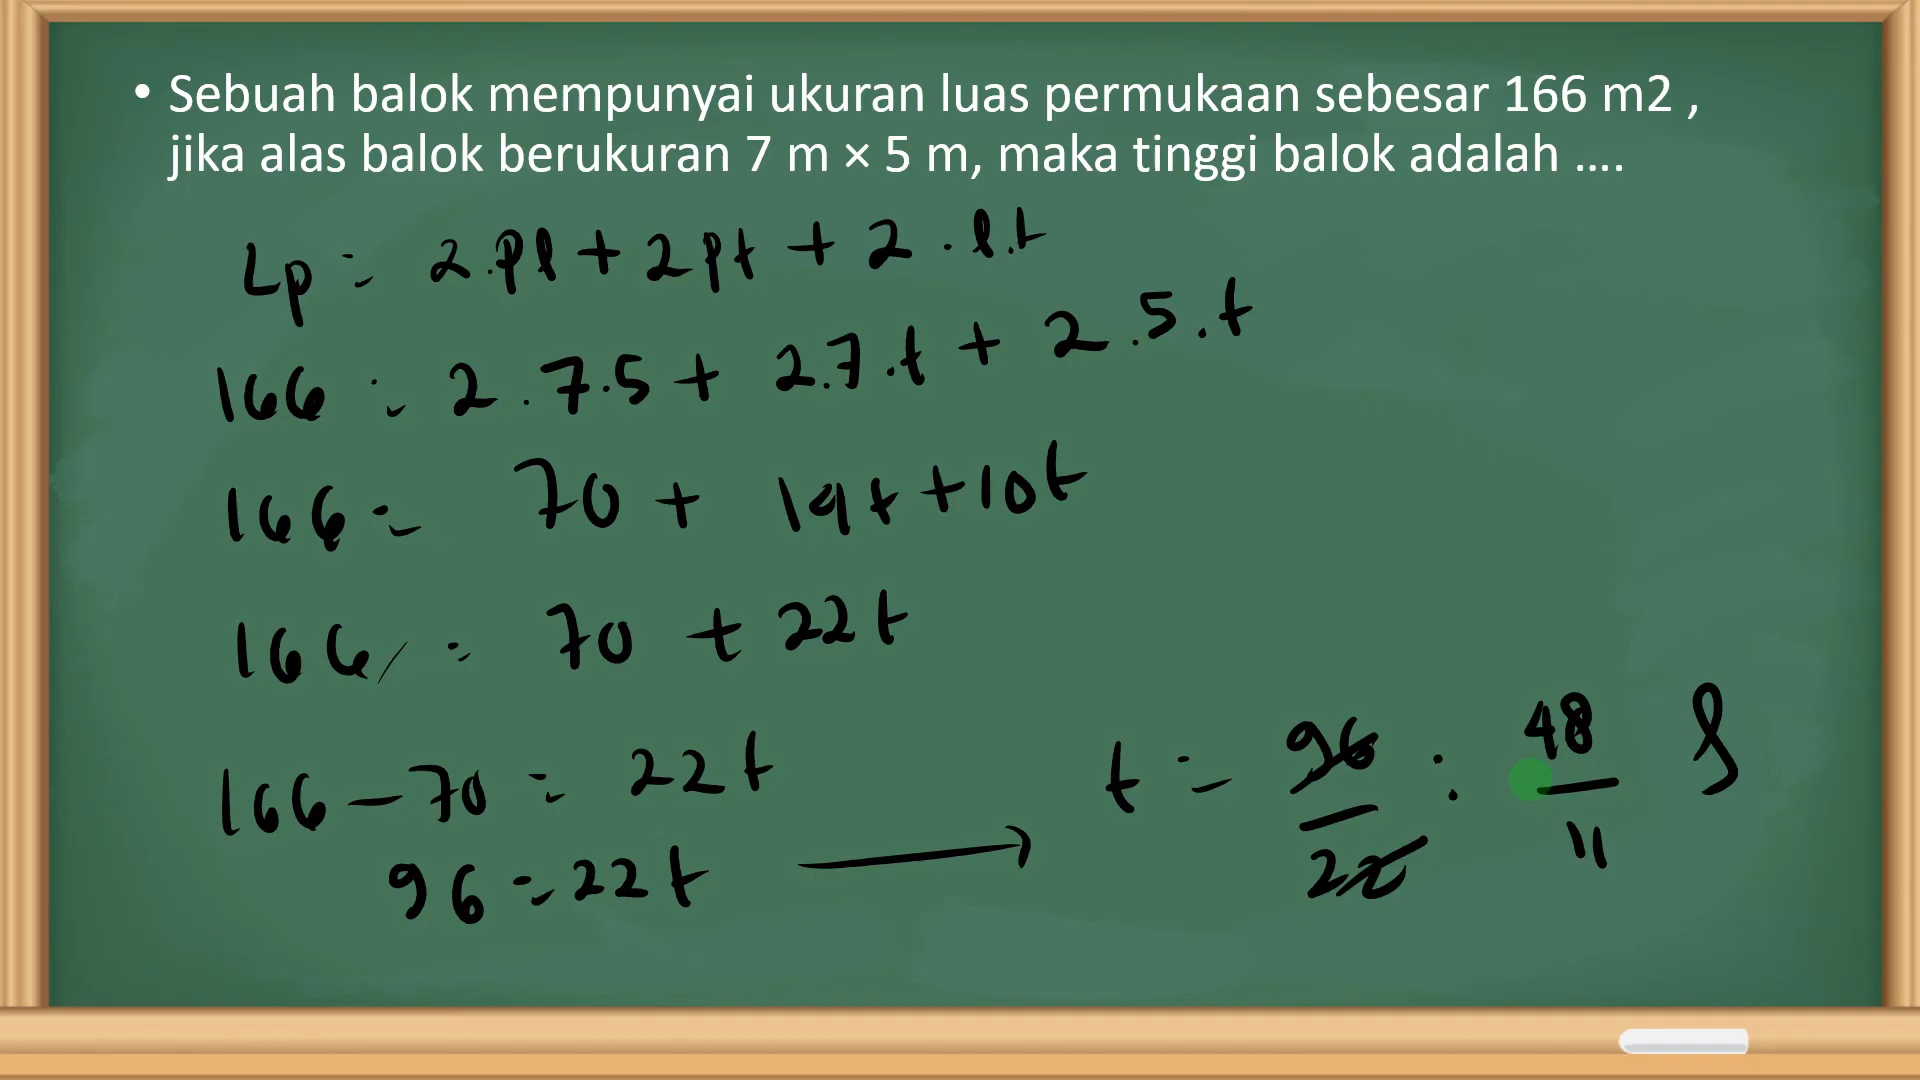 • Sebuah balok mempunyai ukuran luas permukaan sebesar 166 m2 ,
jika alas balok berukuran 7 m × 5 m, maka tinggi balok adalah ....
Lp = 2.pl + 2pt + 2.l.t
166 = 2.7.5 + 2.7.t + 2.5.t
166 = 70 + 14t + 10t
166 = 70 + 22t
166 - 70 = 22t
96 = 22t → t = 96/22 : 48/11